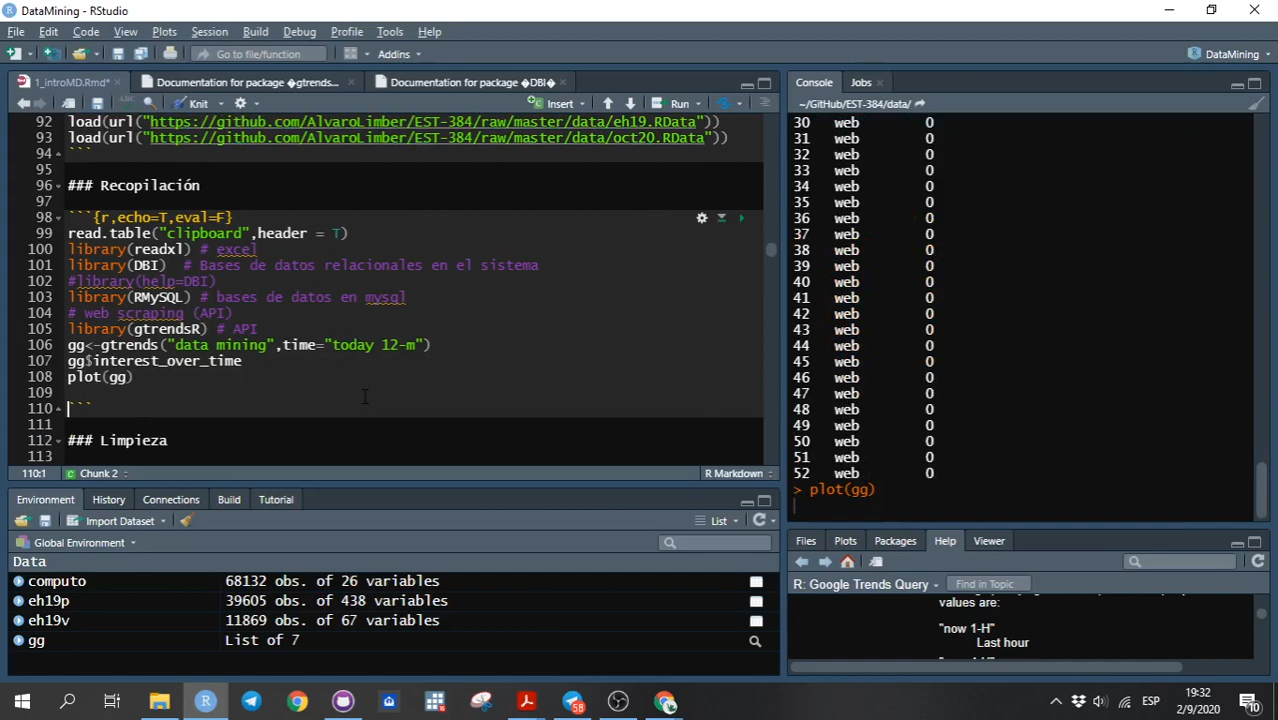 DataMining - RStudio
File Edit Code View Plots Session Build Debug Profile Tools Help
Go to file/function Addins DataMining
1_introMD.Rmd* Documentation for package �gtrends... Documentation for package �DBI�
Knit Insert Run
92 load(url("https://github.com/AlvaroLimber/EST-384/raw/master/data/eh19.RData"))
93 load(url("https://github.com/AlvaroLimber/EST-384/raw/master/data/oct20.RData"))
94 ```
95
96 ### Recopilación
97
98 ```{r,echo=T,eval=F}
99 read.table("clipboard",header = T)
100 library(readxl) # excel
101 library(DBI)  # Bases de datos relacionales en el sistema
102 #library(help=DBI)
103 library(RMySQL) # bases de datos en mysql
104 # web scraping (API)
105 library(gtrendsR) # API
106 gg<-gtrends("data mining",time="today 12-m")
107 gg$interest_over_time
108 plot(gg)
109
110 ```
111
112 ### Limpieza
113
110:1 Chunk 2 R Markdown
Environment History Connections Build Tutorial
Import Dataset List
Global Environment
Data
computo 68132 obs. of 26 variables
eh19p 39605 obs. of 438 variables
eh19v 11869 obs. of 67 variables
gg List of 7
Console Jobs
~/GitHub/EST-384/data/
30 web 0
31 web 0
32 web 0
33 web 0
34 web 0
35 web 0
36 web 0
37 web 0
38 web 0
39 web 0
40 web 0
41 web 0
42 web 0
43 web 0
44 web 0
45 web 0
46 web 0
47 web 0
48 web 0
49 web 0
50 web 0
51 web 0
52 web 0
> plot(gg)
Files Plots Packages Help Viewer
R: Google Trends Query Find in Topic
values are:
"now 1-H"
Last hour
58
ESP
19:32
2/9/2020
10